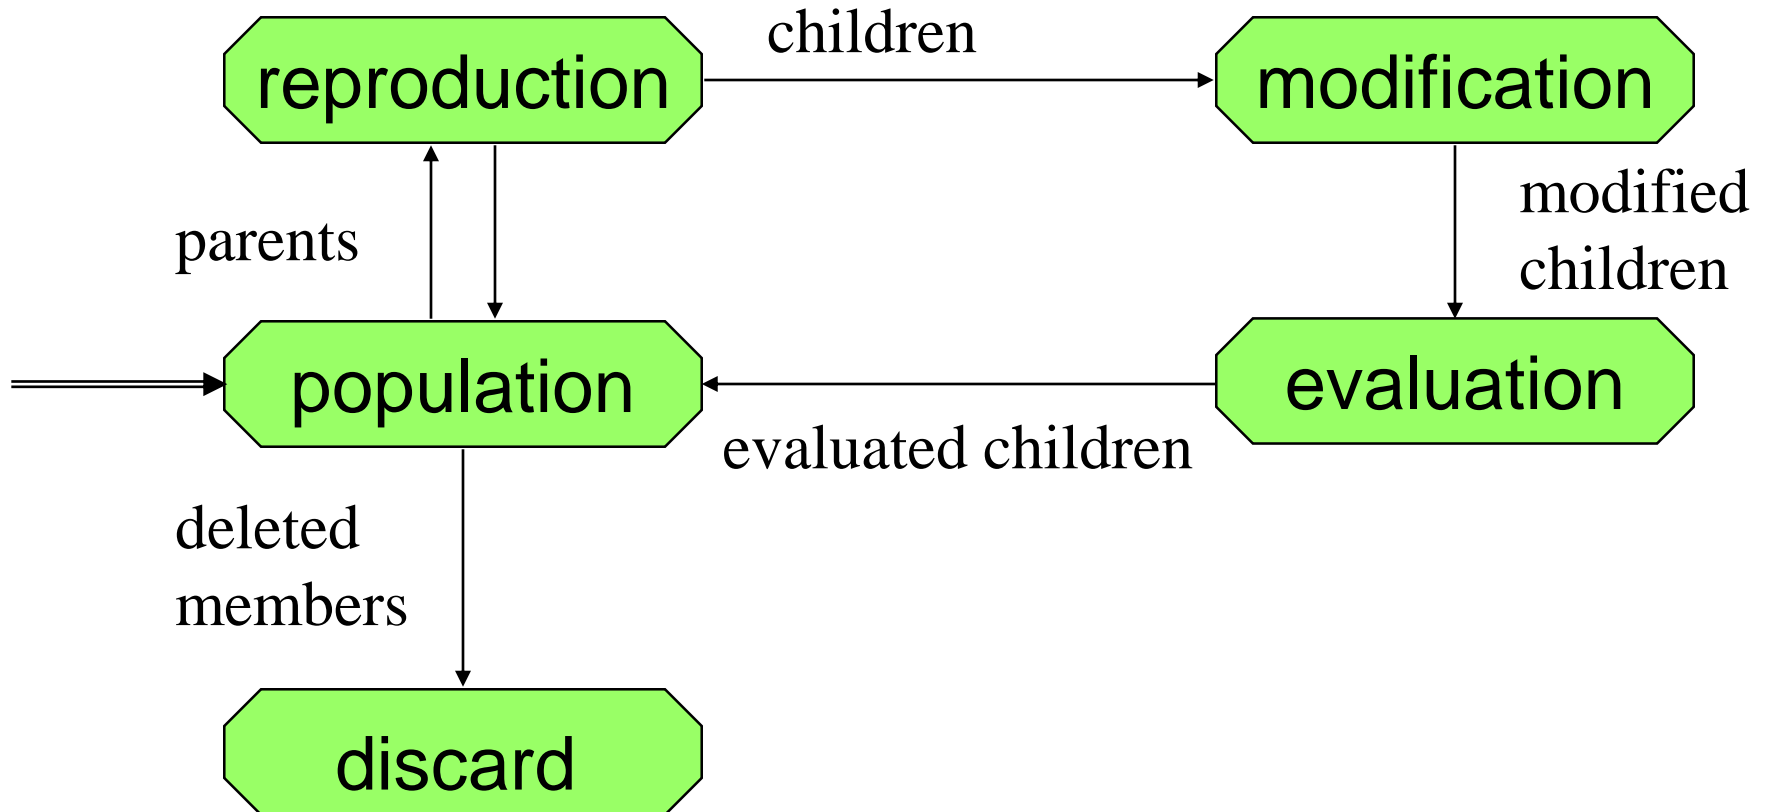 children
reproduction
modification
parents
modified
children
population
evaluation
evaluated children
deleted
members
discard